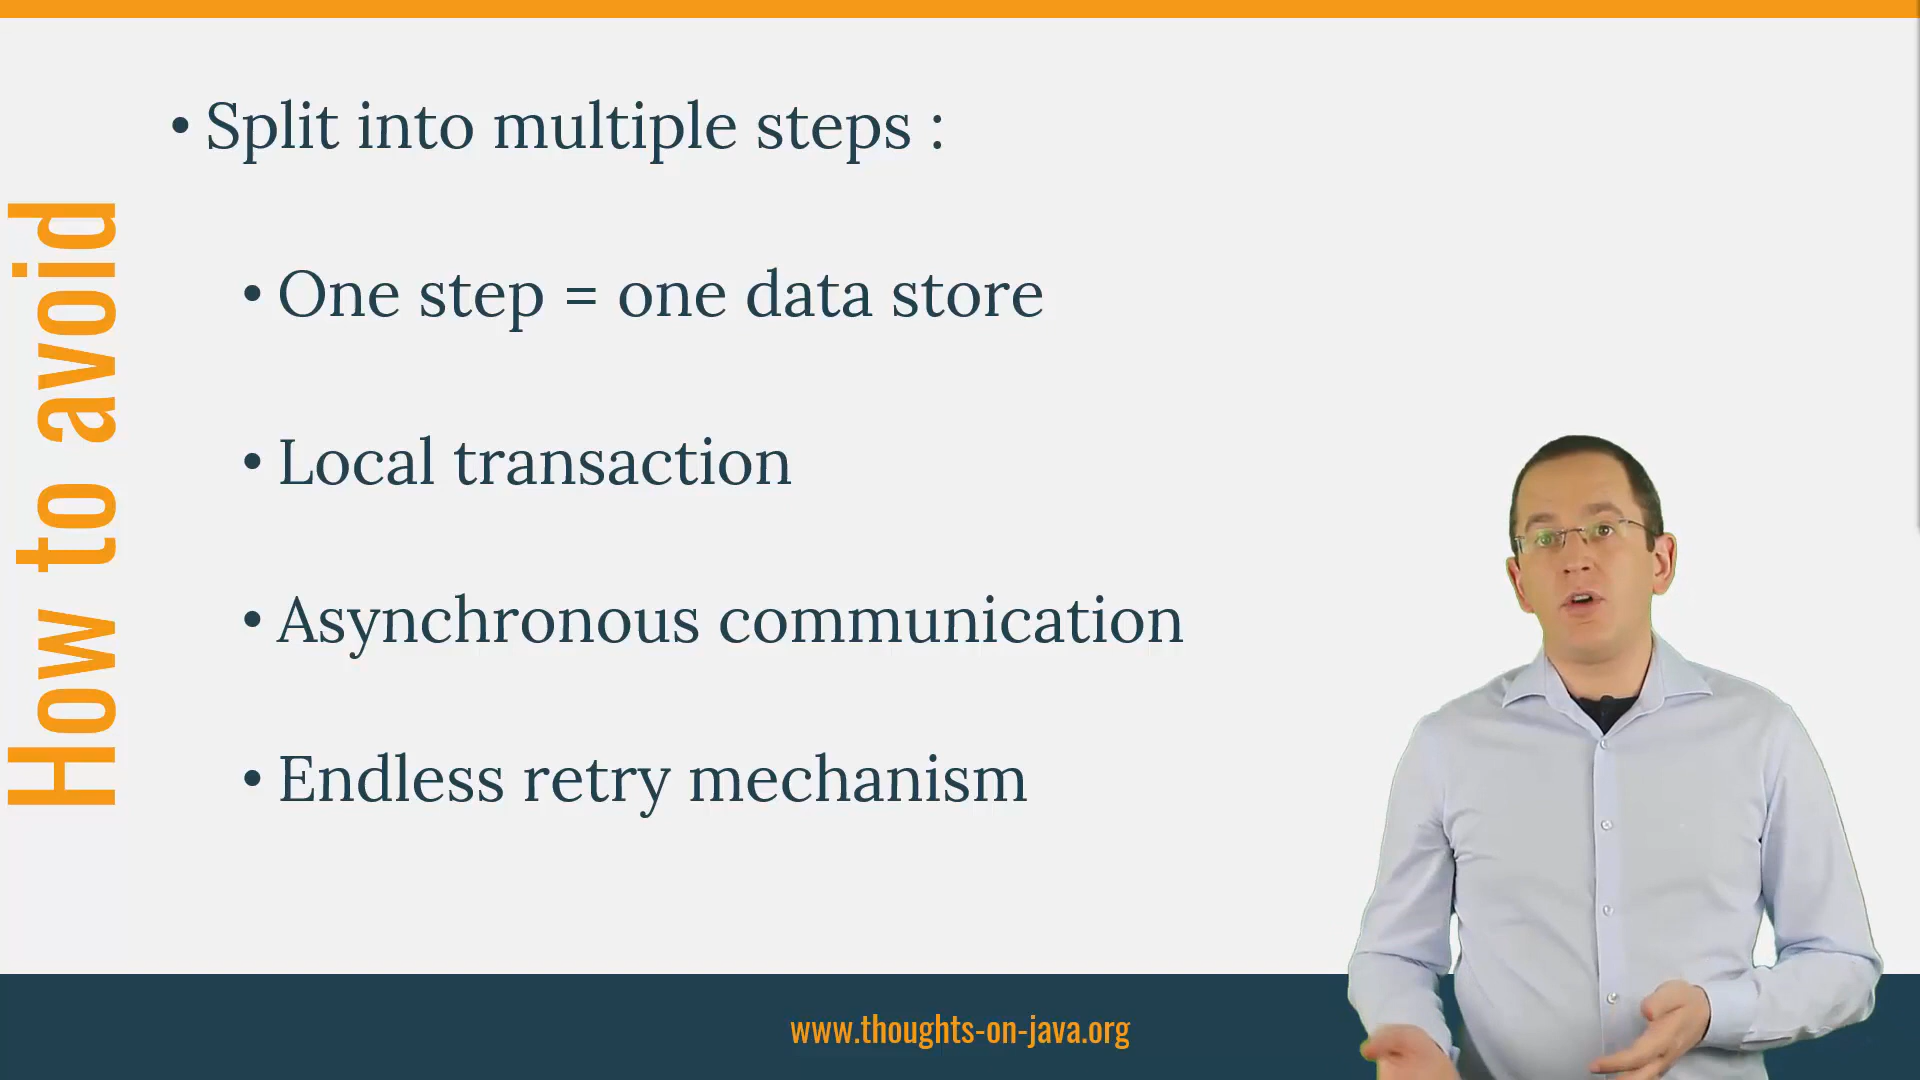 How to avoid
• Split into multiple steps :
• One step = one data store
• Local transaction
• Asynchronous communication
• Endless retry mechanism
www.thoughts-on-java.org